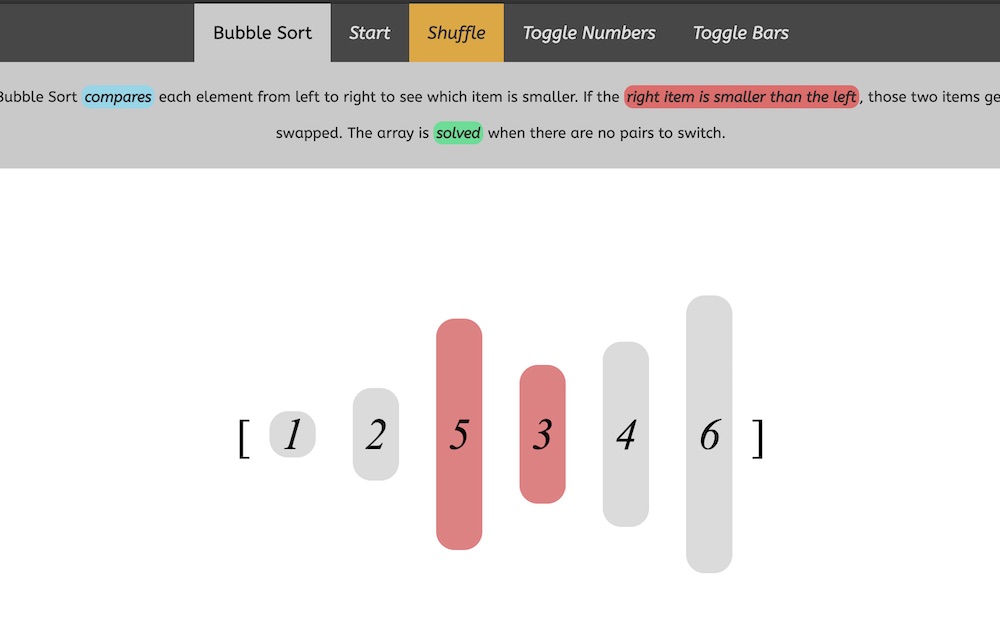 Bubble Sort Start Shuffle Toggle Numbers Toggle Bars
Bubble Sort compares each element from left to right to see which item is smaller. If the right item is smaller than the left, those two items ge
swapped. The array is solved when there are no pairs to switch.
[ 1 2 5 3 4 6 ]